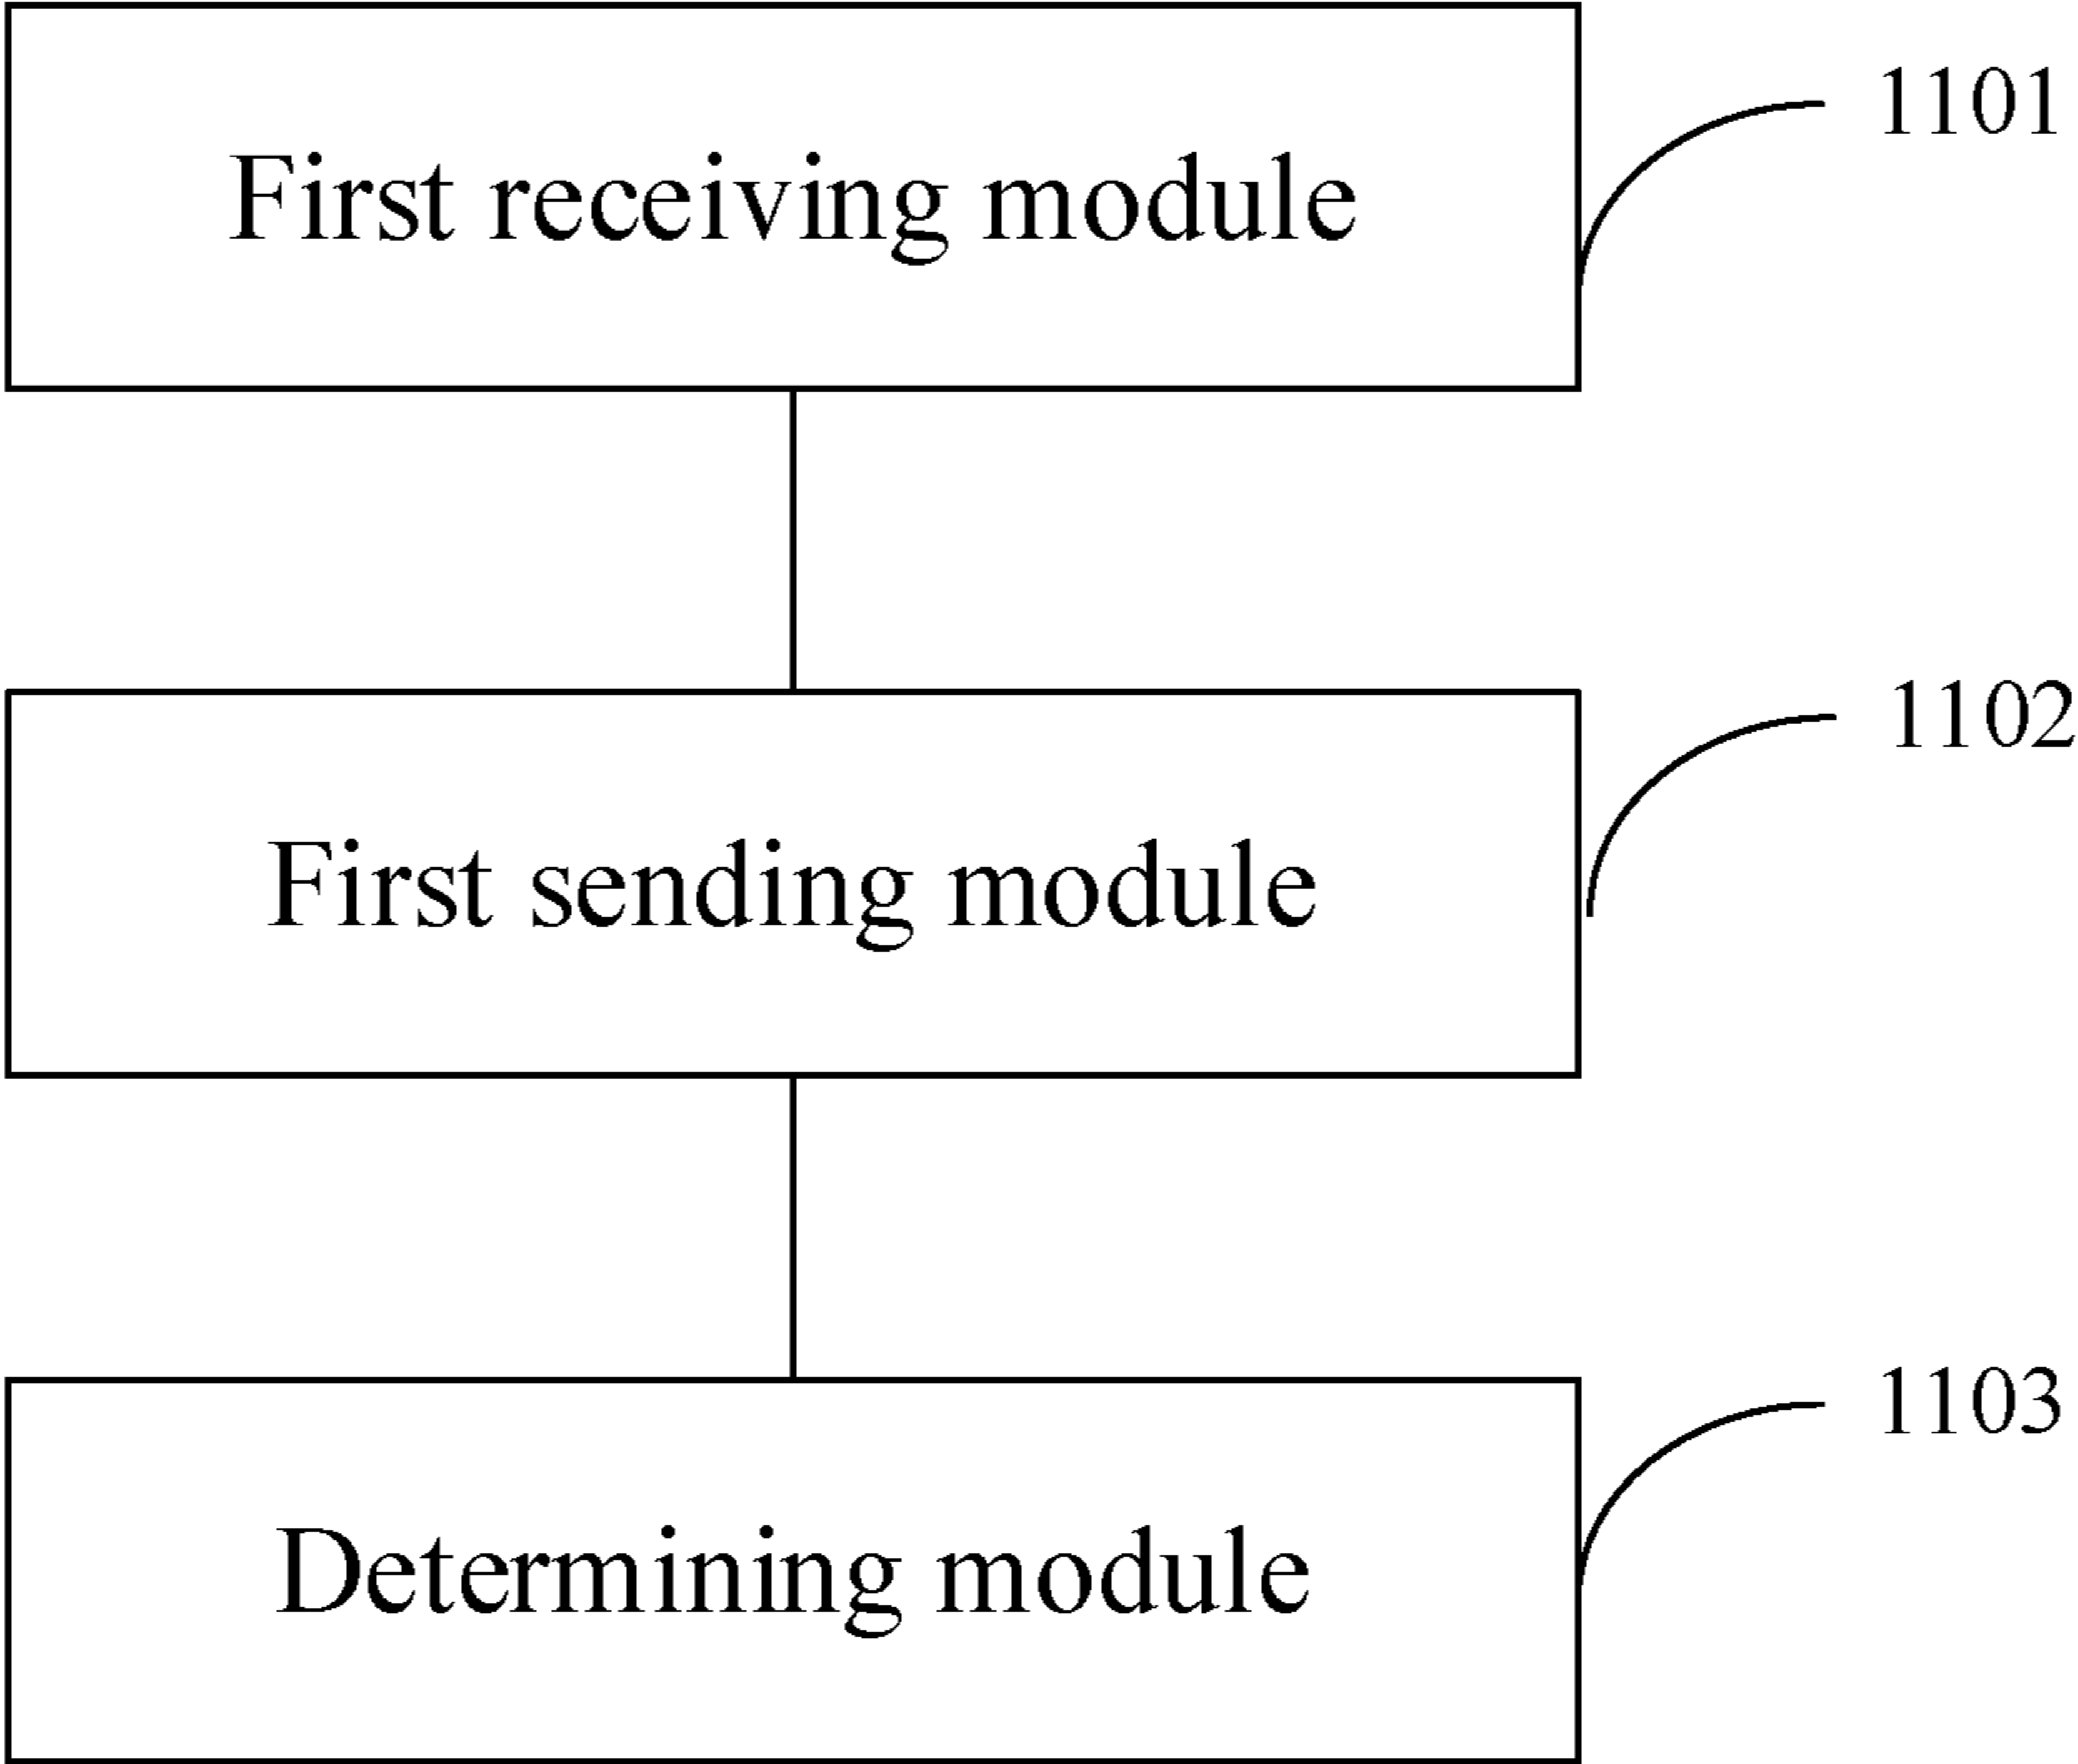 1101
First receiving module
1102
First sending module
1103
Determining module